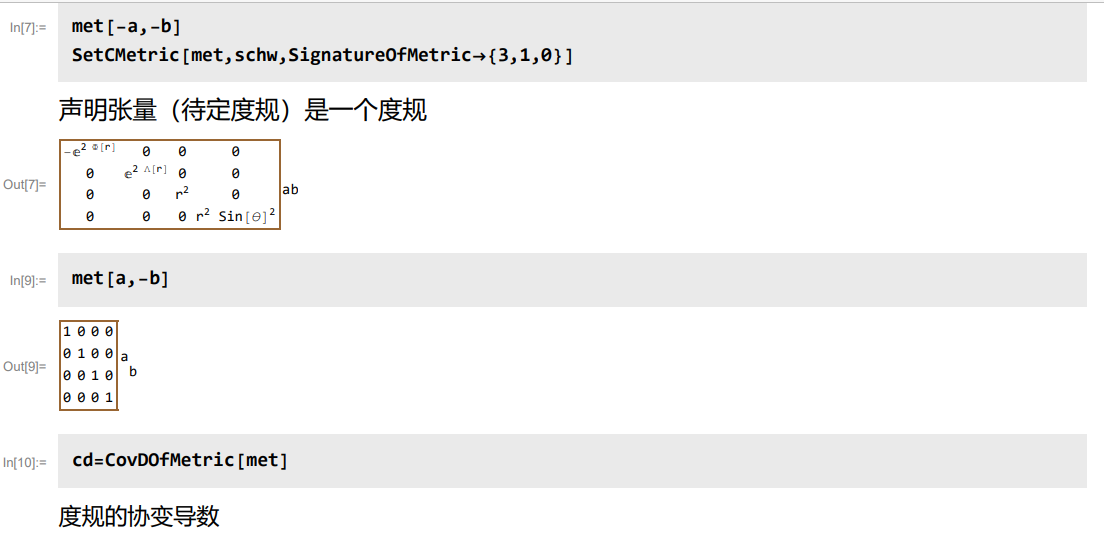 In[7]:= met[-a,-b]
SetCMetric[met,schw,SignatureOfMetric→{3,1,0}]
声明张量（待定度规）是一个度规
-e^2 Φ[r] 0 0 0
0 e^2 Λ[r] 0 0
Out[7]= 0 0 r^2 0 ab
0 0 0 r^2 Sin[θ]^2
In[9]:= met[a,-b]
1 0 0 0
0 1 0 0 a
Out[9]= 0 0 1 0 b
0 0 0 1
In[10]:= cd=CovDOfMetric[met]
度规的协变导数